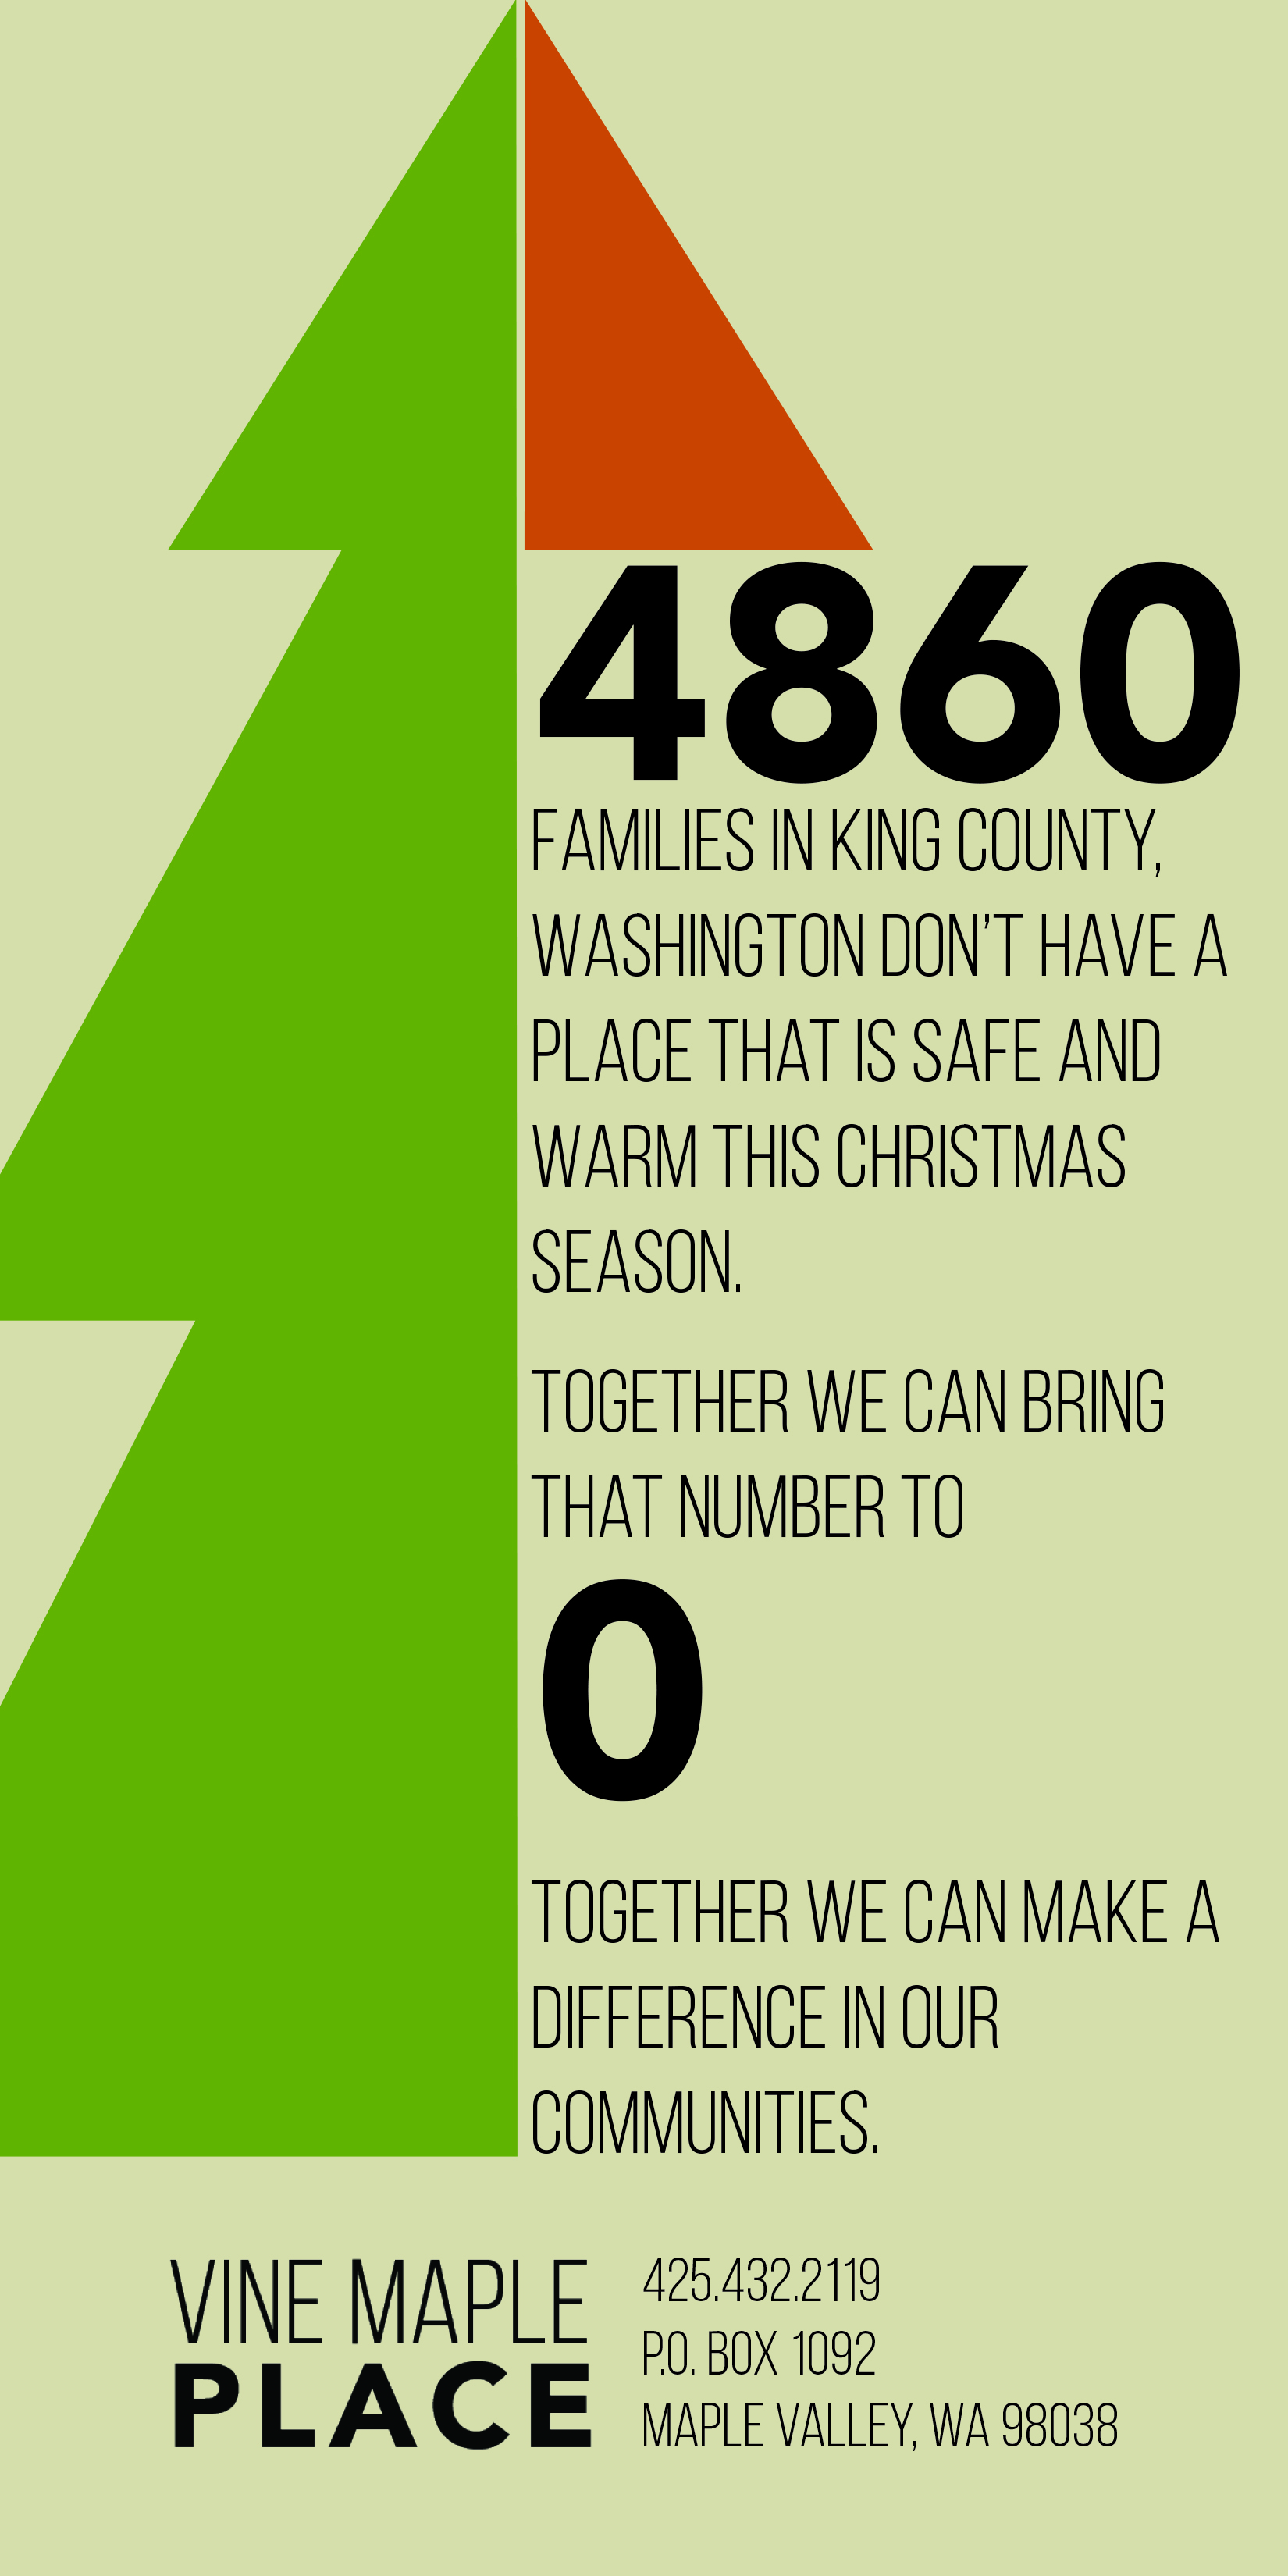 4860
FAMILIES IN KING COUNTY,
WASHINGTON DON'T HAVE A
PLACE THAT IS SAFE AND
WARM THIS CHRISTMAS
SEASON.
TOGETHER WE CAN BRING
THAT NUMBER TO
0
TOGETHER WE CAN MAKE A
DIFFERENCE IN OUR
COMMUNITIES.
VINE MAPLE
PLACE
425.432.2119
P.O. BOX 1092
MAPLE VALLEY, WA 98038